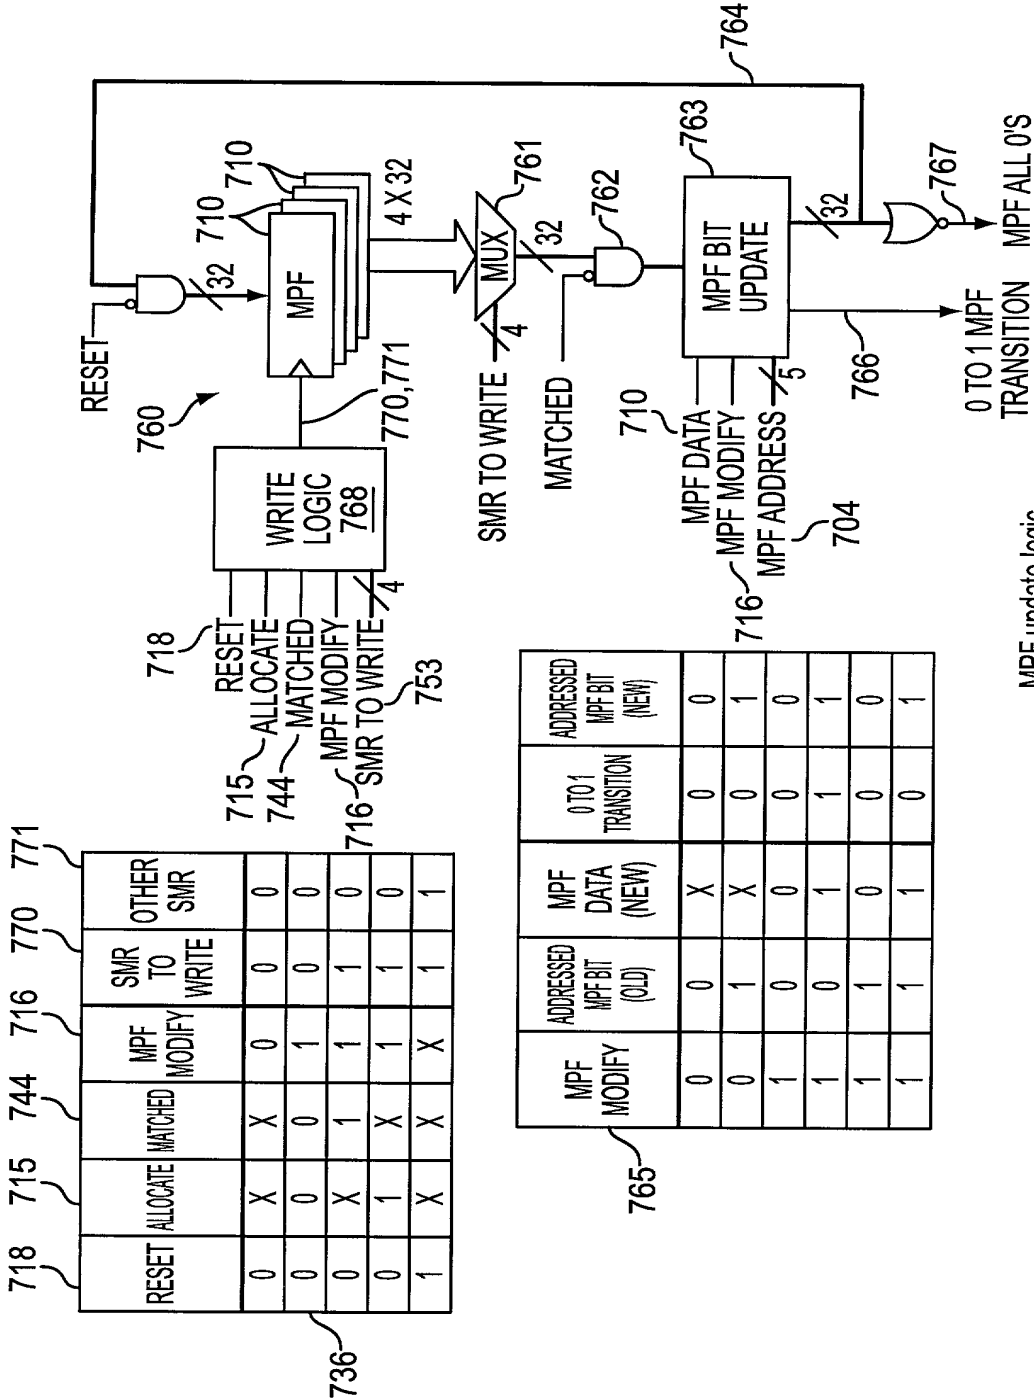 718 715 744 716 770 771
RESET ALLOCATE MATCHED MPF MODIFY SMR TO WRITE OTHER SMR
0 X X 0 0 0
0 0 0 1 0 0
0 X 1 1 1 0
0 1 X 1 1 0
1 X X X 1 1
736
718
RESET
715 ALLOCATE
744 MATCHED
716 MPF MODIFY
SMR TO WRITE
753
4
WRITE LOGIC 768
770,771
760
RESET
32
MPF
710
710
4 X 32
SMR TO WRITE
4
MUX
761
32
MATCHED
762
710
MPF DATA
716 MPF MODIFY
MPF ADDRESS
704
5
MPF BIT UPDATE
763
32
764
766
767
0 TO 1 MPF TRANSITION
MPF ALL 0'S
765
MPF MODIFY ADDRESSED MPF BIT (OLD) MPF DATA (NEW) 0 TO 1 TRANSITION ADDRESSED MPF BIT (NEW)
0 0 X 0 0
0 1 X 0 1
1 0 0 0 0
1 0 1 1 1
1 1 0 0 0
1 1 1 0 1
MPF update logic